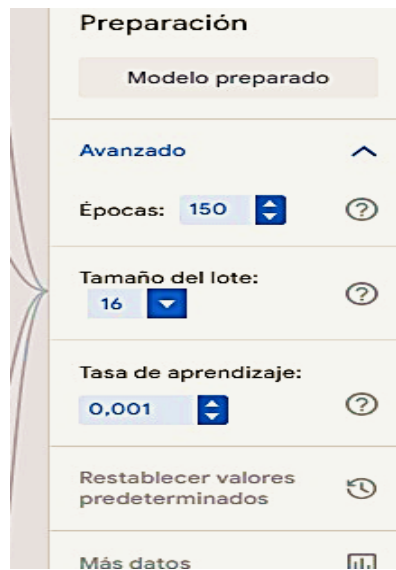 Preparación
Modelo preparado
Avanzado
Épocas: 150
Tamaño del lote:
16
Tasa de aprendizaje:
0,001
Restablecer valores
predeterminados
Más datos